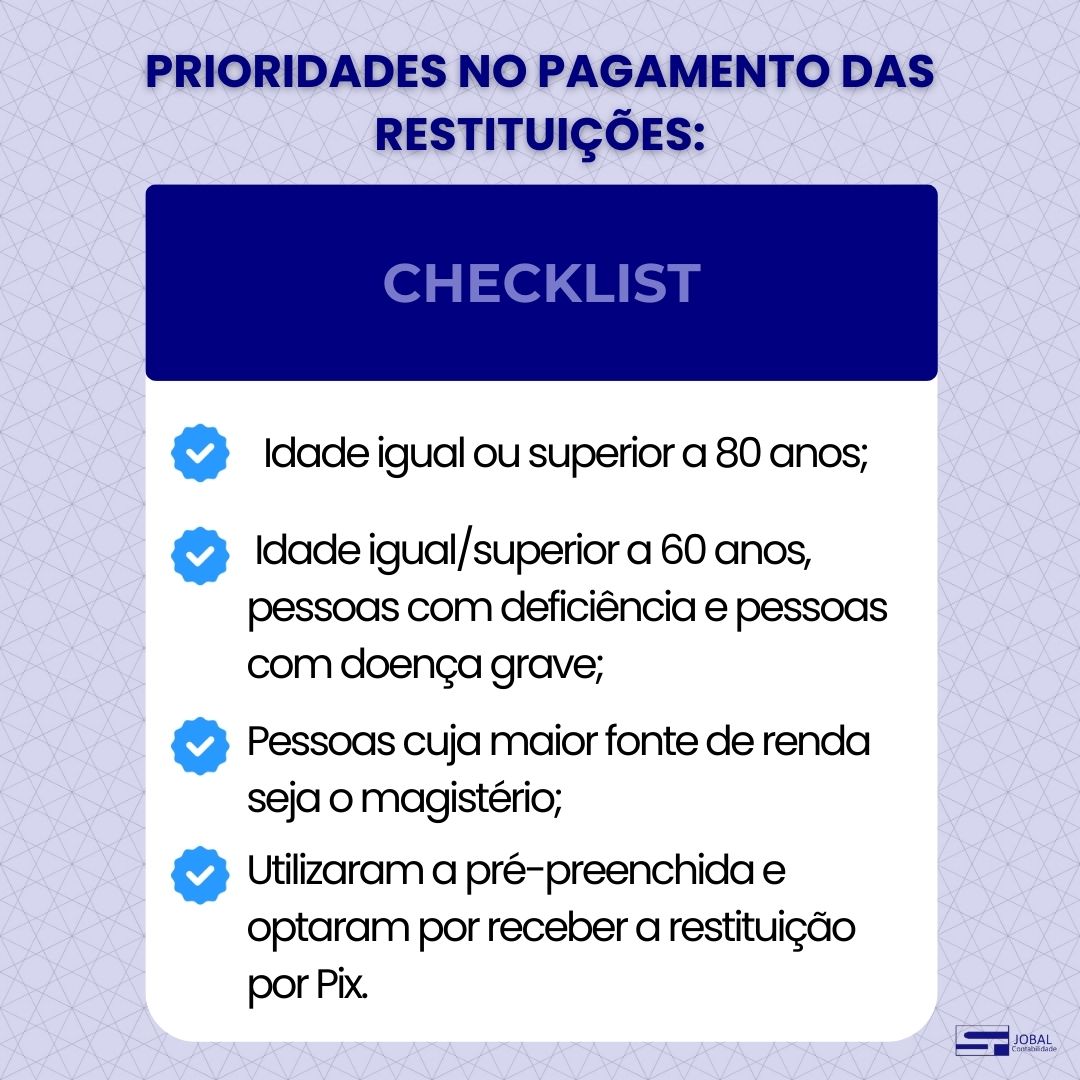 PRIORIDADES NO PAGAMENTO DAS
RESTITUIÇÕES:
CHECKLIST
Idade igual ou superior a 80 anos;
Idade igual/superior a 60 anos,
pessoas com deficiência e pessoas
com doença grave;
Pessoas cuja maior fonte de renda
seja o magistério;
Utilizaram a pré-preenchida e
optaram por receber a restituição
por Pix.
JOBAL
Contabilidade